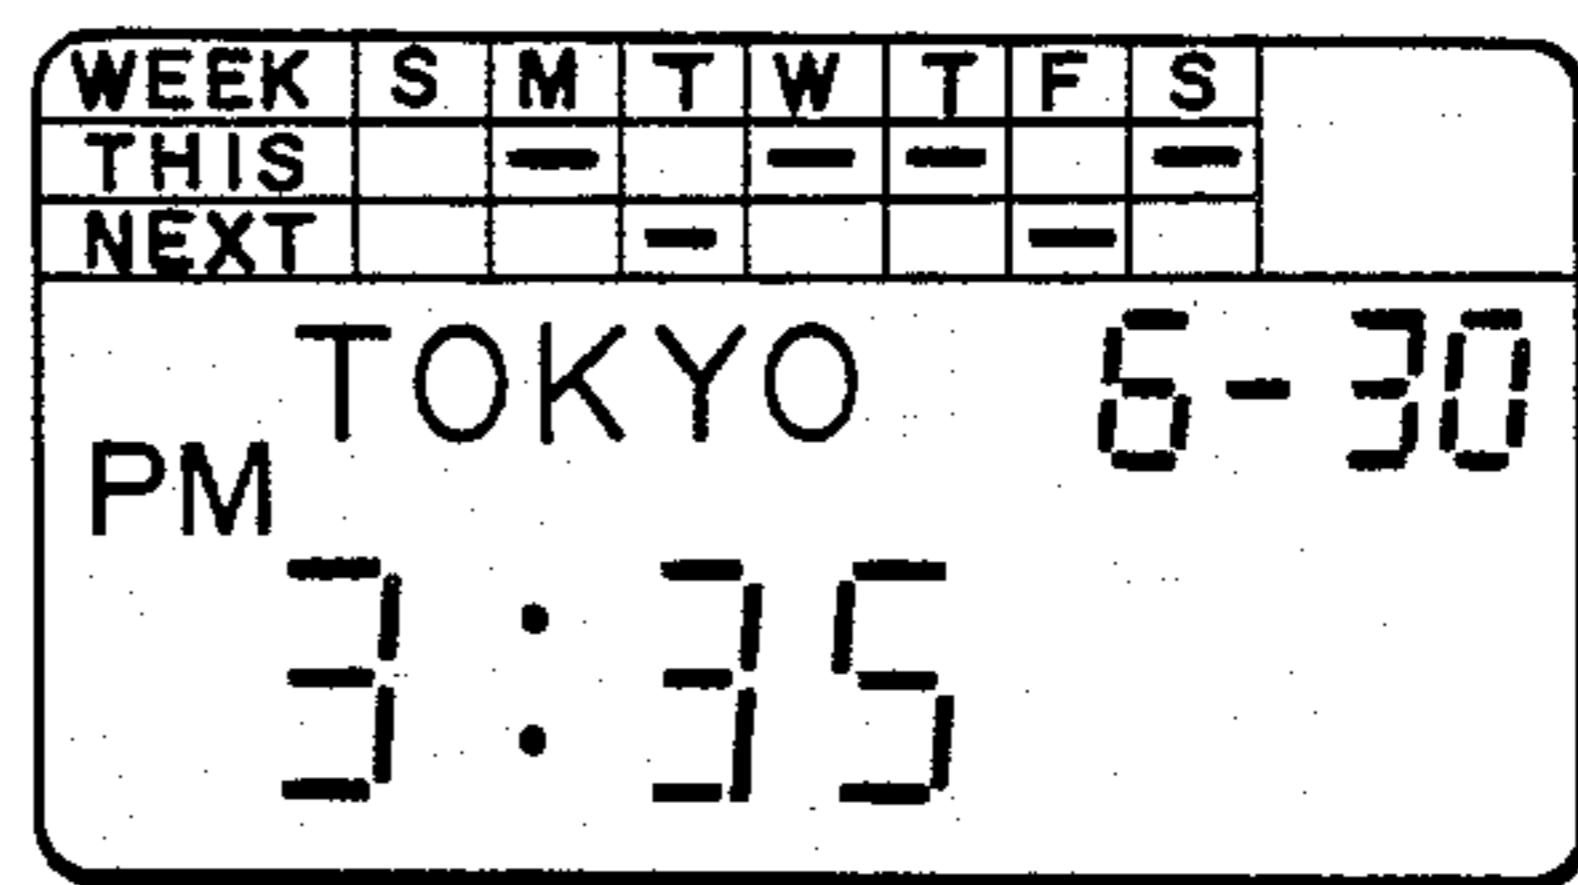 WEEK S M T W T F S
THIS — — — —
NEXT — —
TOKYO 6-30
PM
3:35